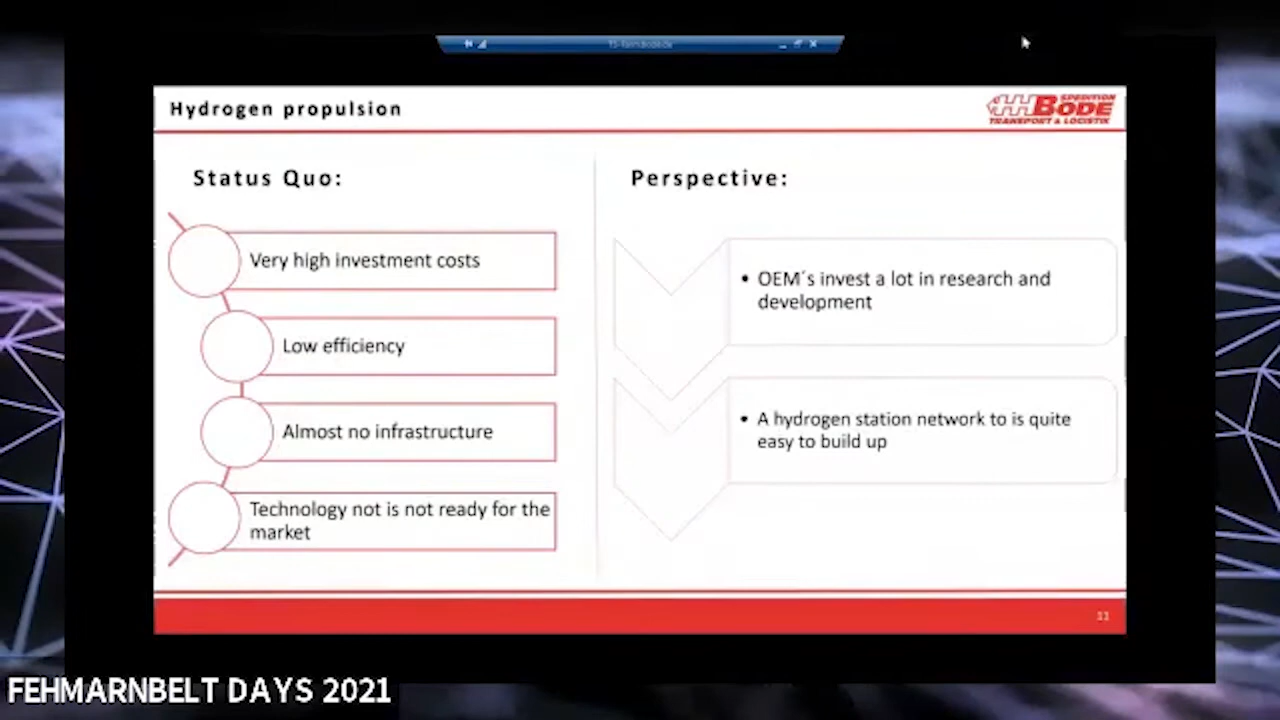 Hydrogen propulsion
SPEDITION
BODE
TRANSPORT & LOGISTIK
Status Quo:
Very high investment costs
Low efficiency
Almost no infrastructure
Technology not is not ready for the
market
Perspective:
• OEM´s invest a lot in research and
development
• A hydrogen station network to is quite
easy to build up
11
FEHMARNBELT DAYS 2021